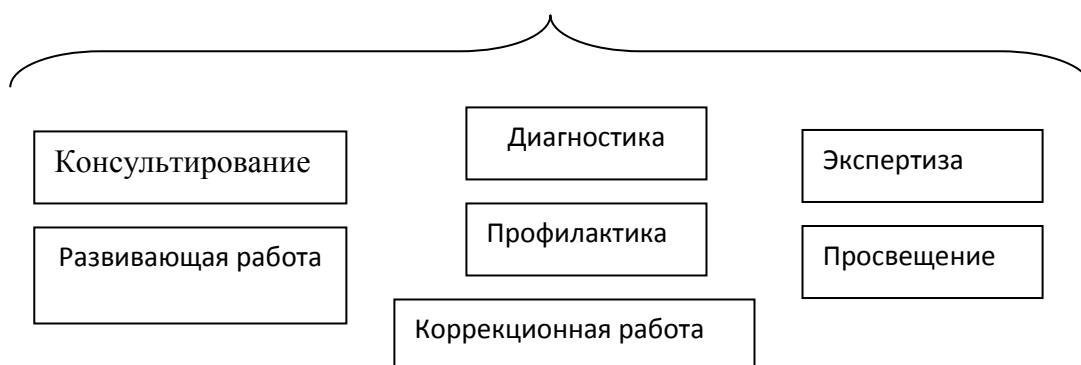 Консультирование
Диагностика
Экспертиза
Развивающая работа
Профилактика
Просвещение
Коррекционная работа